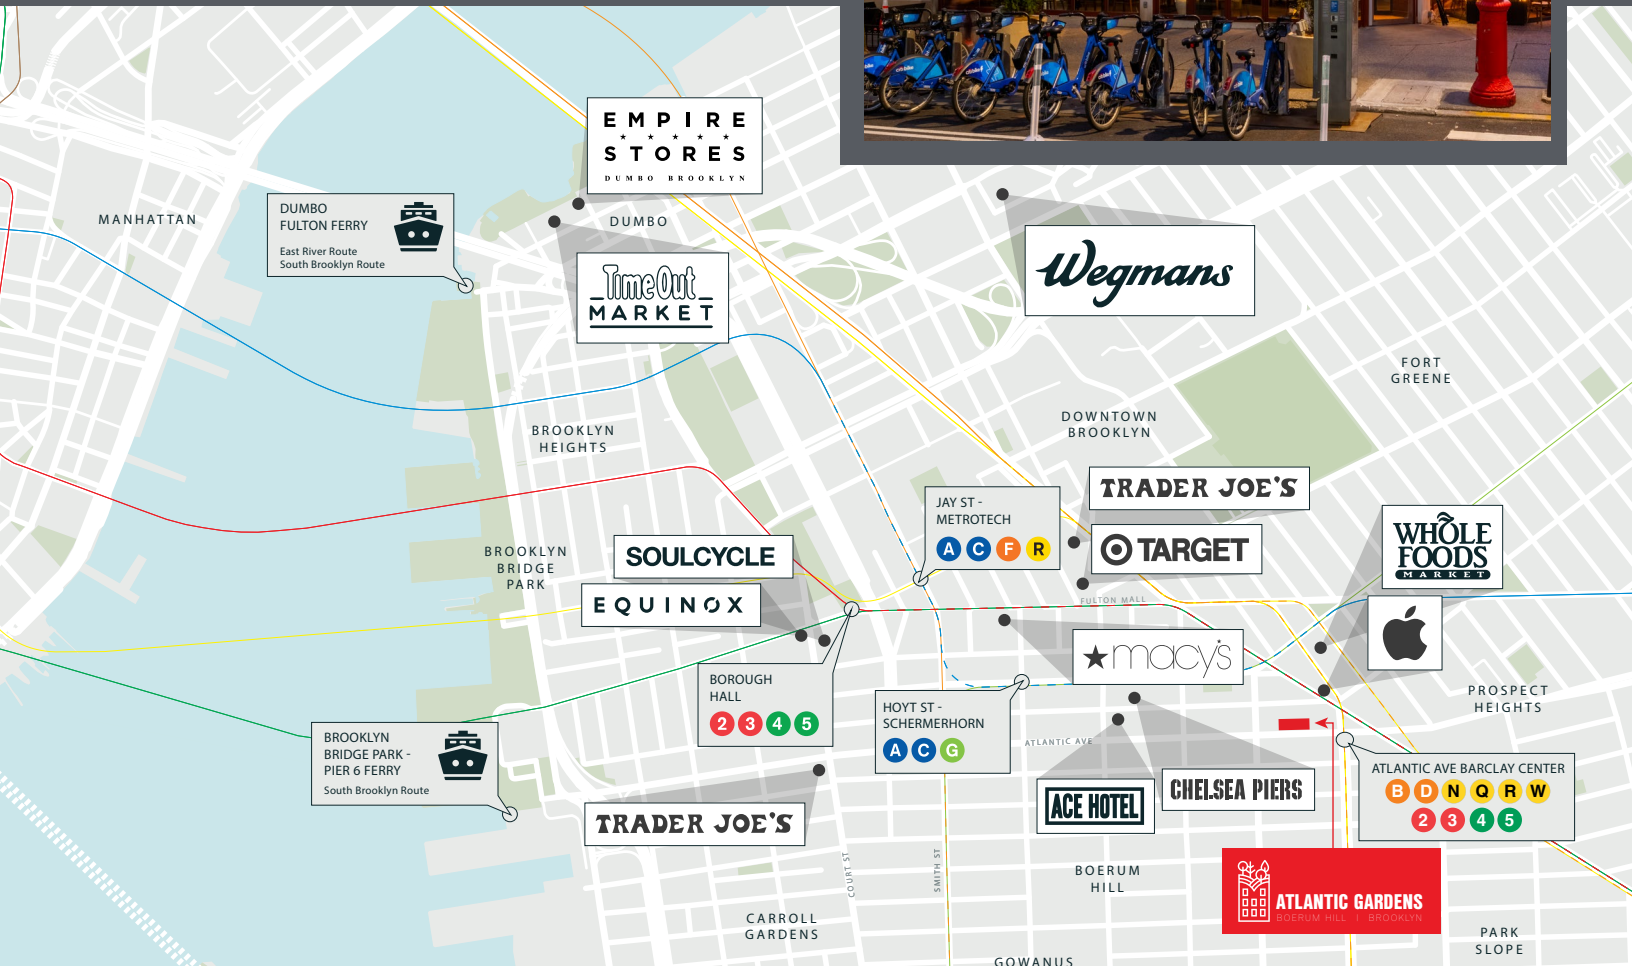 EMPIRE
STORES
DUMBO BROOKLYN
MANHATTAN
DUMBO
FULTON FERRY
East River Route
South Brooklyn Route
DUMBO
TimeOut
MARKET
Wegmans
FORT
GREENE
DOWNTOWN
BROOKLYN
BROOKLYN
HEIGHTS
TRADER JOE'S
JAY ST -
METROTECH
A C F R
TARGET
WHÔLE
FOODS
MARKET
BROOKLYN
BRIDGE
PARK
SOULCYCLE
EQUINOX
FULTON MALL
macy's
BOROUGH
HALL
2 3 4 5
HOYT ST -
SCHERMERHORN
A C G
PROSPECT
HEIGHTS
ATLANTIC AVE
BROOKLYN
BRIDGE PARK -
PIER 6 FERRY
South Brooklyn Route
ATLANTIC AVE BARCLAY CENTER
B D N Q R W
2 3 4 5
ACE HOTEL
CHELSEA PIERS
TRADER JOE'S
COURT ST
SMITH ST
BOERUM
HILL
ATLANTIC GARDENS
BOERUM HILL | BROOKLYN
CARROLL
GARDENS
PARK
SLOPE
GOWANUS